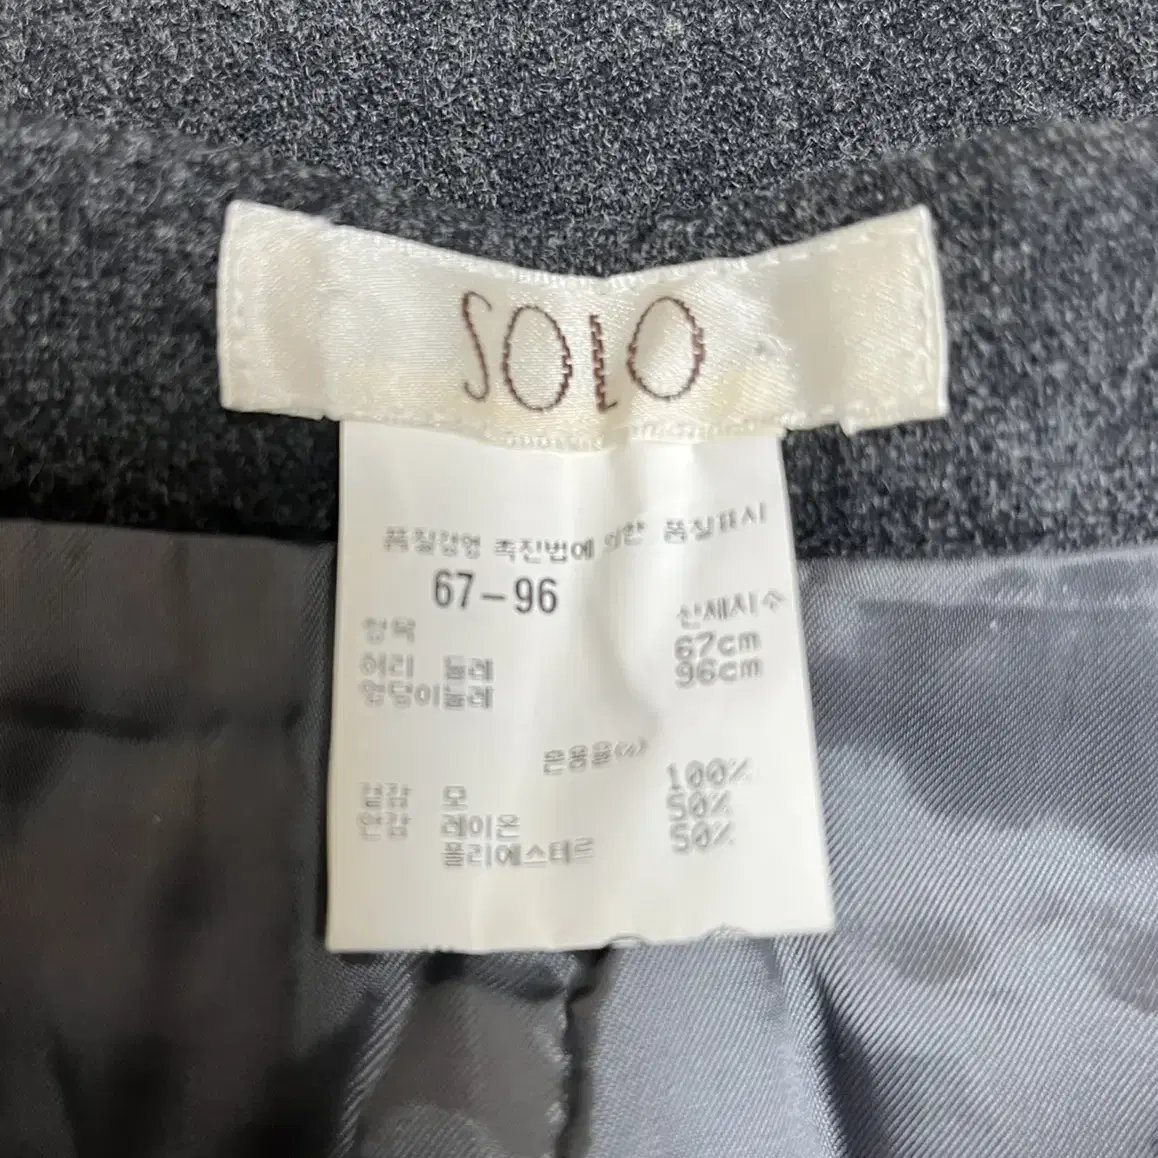 SOLO
품질경영 촉진법에 의한 품질표시
67-96
항목 신체치수
허리 둘레 67cm
엉덩이둘레 96cm
혼용율(%)
겉감 모 100%
안감 레이온 50%
폴리에스테르 50%